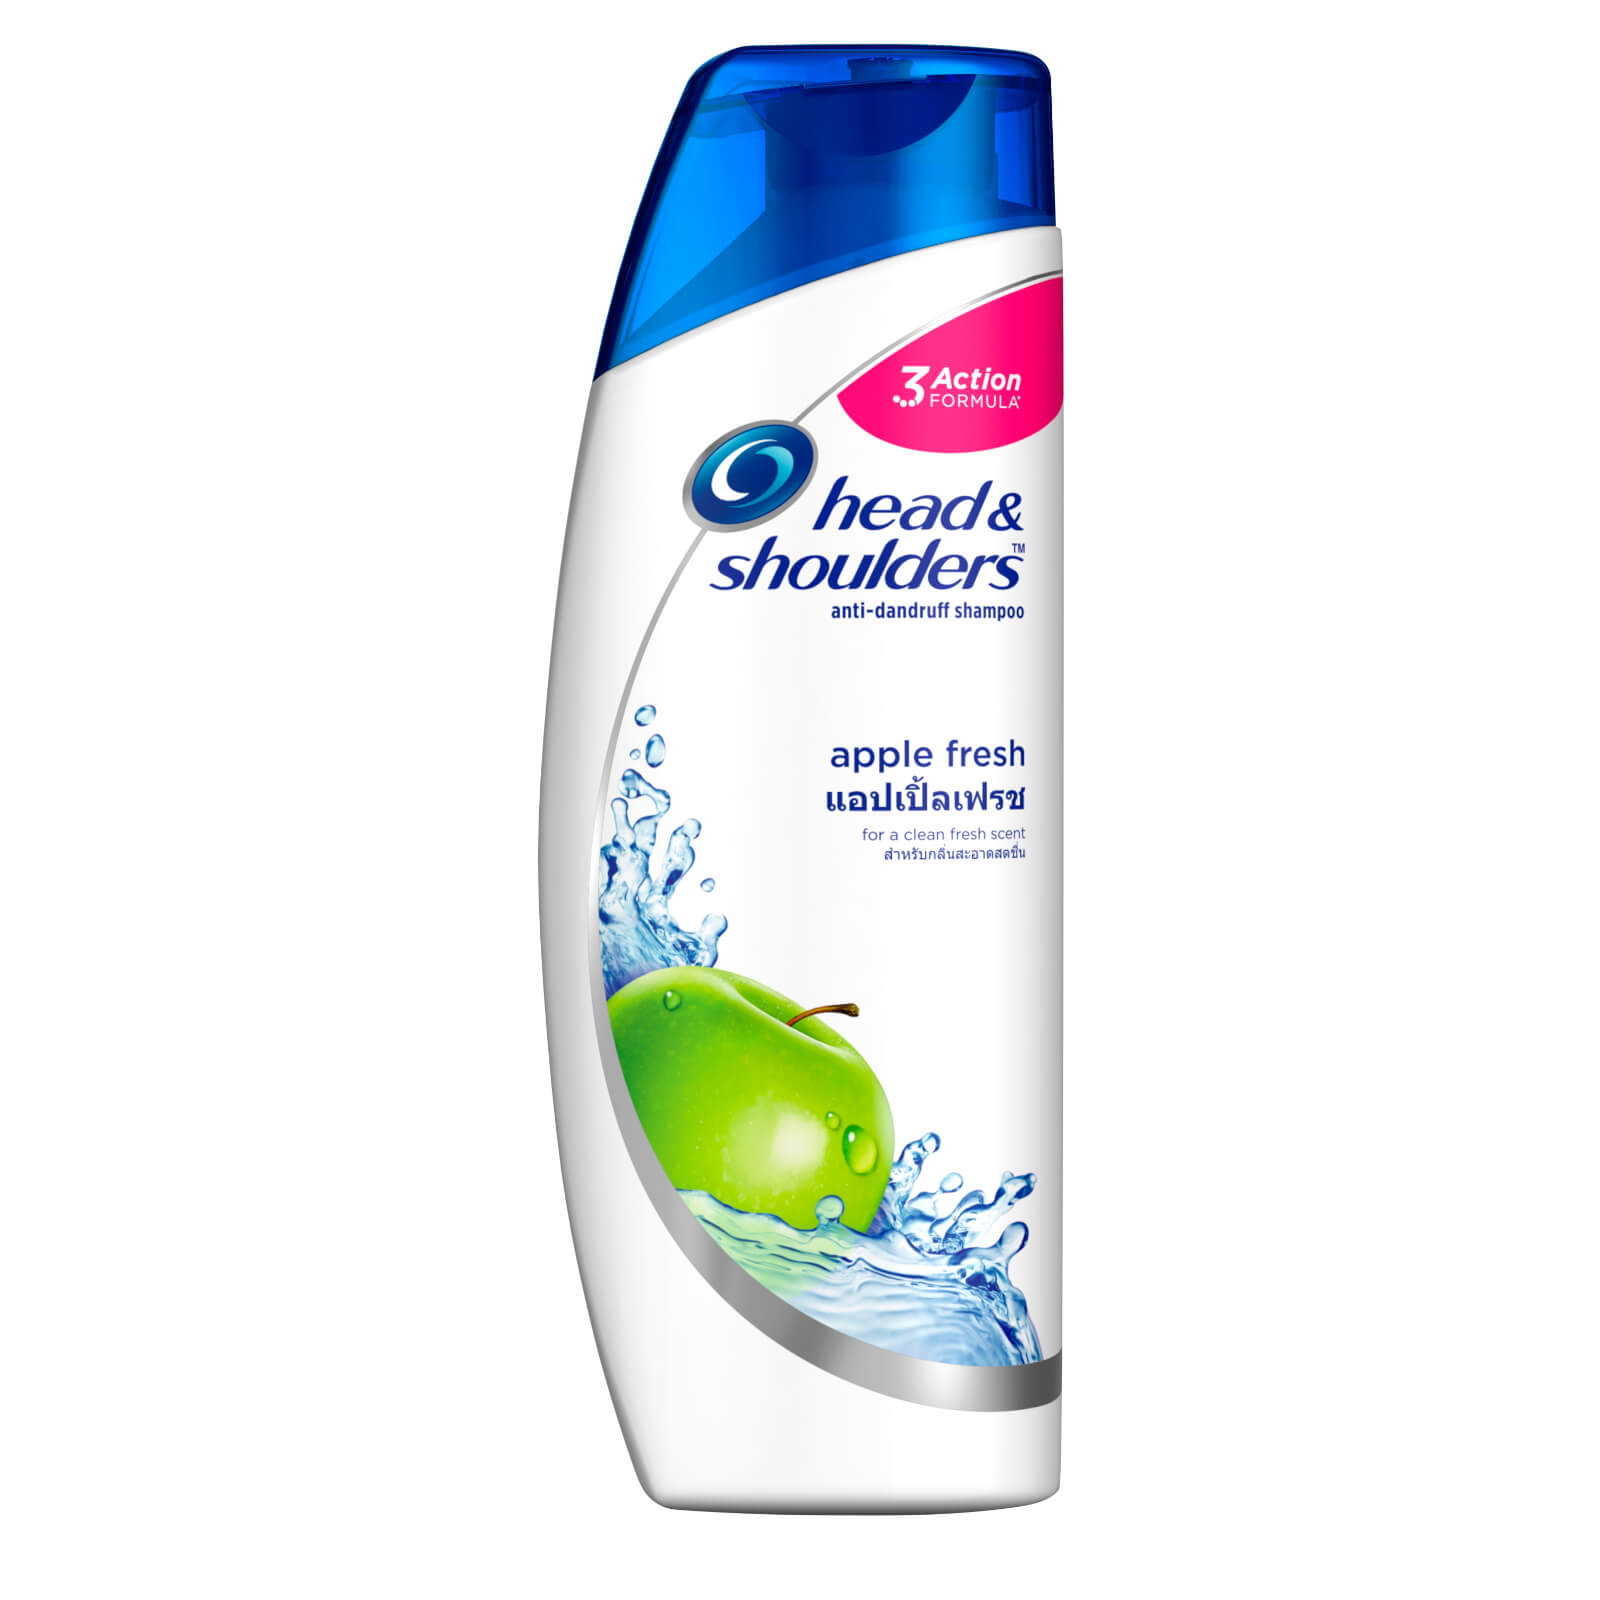 3 Action
FORMULA*
head &
shoulders™
anti-dandruff shampoo
apple fresh
แอปเปิ้ลเฟรช
for a clean fresh scent
สำหรับกลิ่นสะอาดสดชื่น